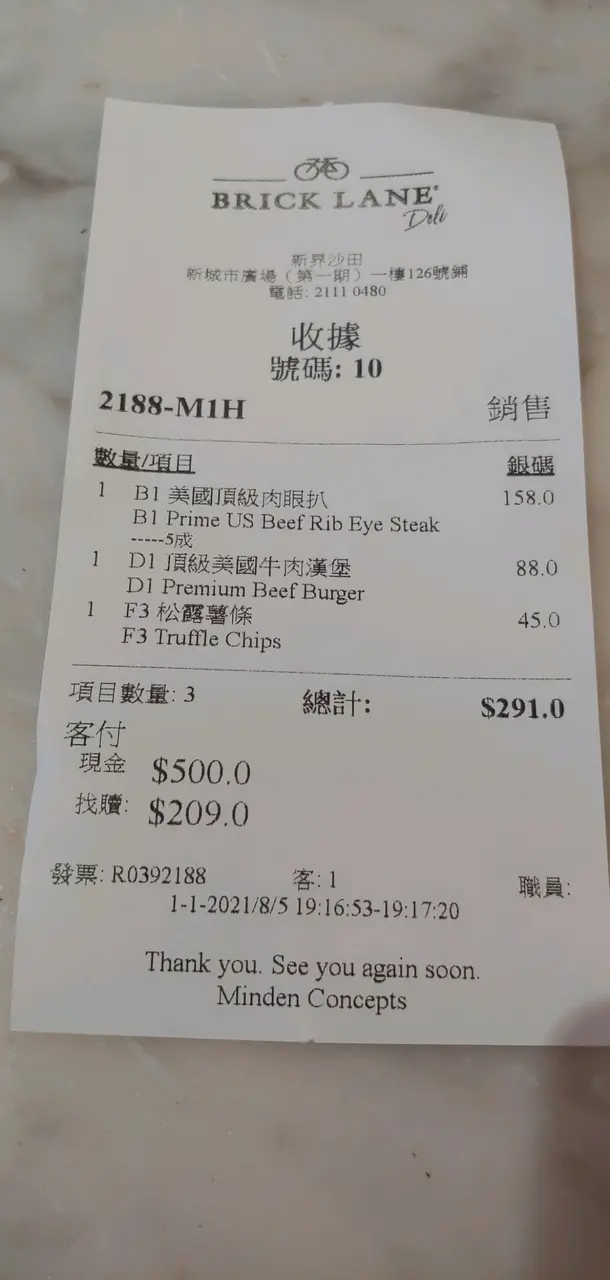 BRICK LANE®
Deli
新界沙田
新城市廣場（第一期）一樓126號鋪
電話: 2111 0480
收據
號碼: 10
2188-M1H 銷售
數量/項目 銀碼
1 B1 美國頂級肉眼扒 158.0
B1 Prime US Beef Rib Eye Steak
-----5成
1 D1 頂級美國牛肉漢堡 88.0
D1 Premium Beef Burger
1 F3 松露薯條 45.0
F3 Truffle Chips
項目數量: 3 總計: $291.0
客付
現金 $500.0
找贖: $209.0
發票: R0392188 客: 1 職員:
1-1-2021/8/5 19:16:53-19:17:20
Thank you. See you again soon.
Minden Concepts